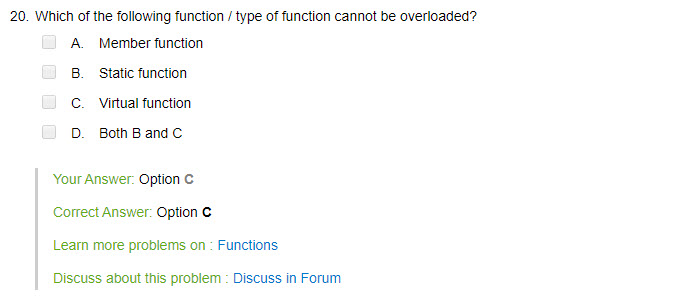 20. Which of the following function / type of function cannot be overloaded?
A. Member function
B. Static function
C. Virtual function
D. Both B and C
Your Answer: Option C
Correct Answer: Option C
Learn more problems on : Functions
Discuss about this problem : Discuss in Forum